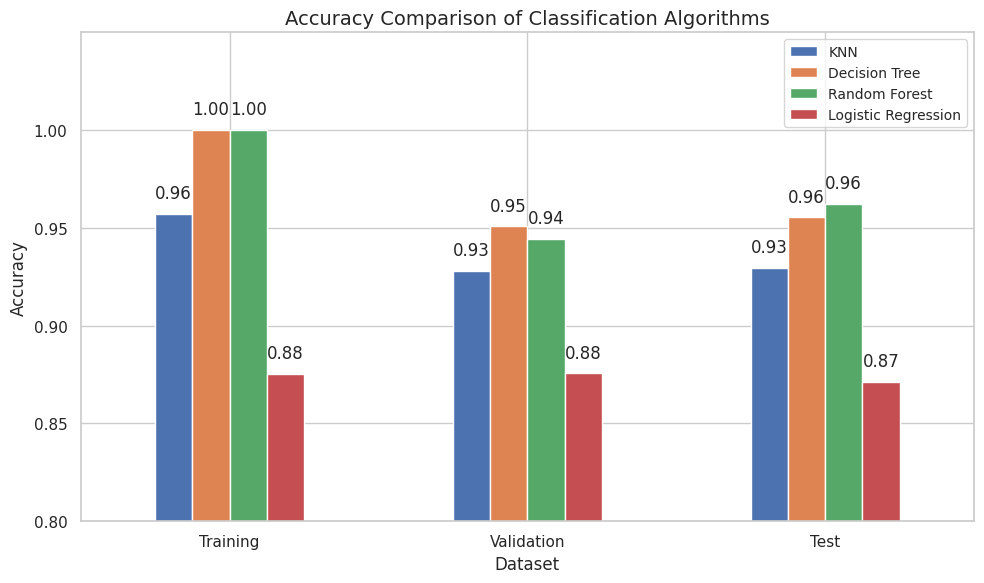 Accuracy Comparison of Classification Algorithms
KNN
Decision Tree
Random Forest
Logistic Regression
Accuracy
1.00
0.95
0.90
0.85
0.80
0.96
1.00
1.00
0.88
0.93
0.95
0.94
0.88
0.93
0.96
0.96
0.87
Training
Validation
Test
Dataset